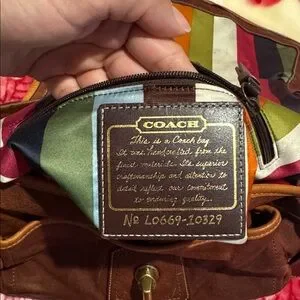 COACH
This is a Coach bag.
It was handcrafted from the
finest materials. Its superior
craftsmanship and attention to
detail reflect our commitment
to enduring quality.
No L0669-10329